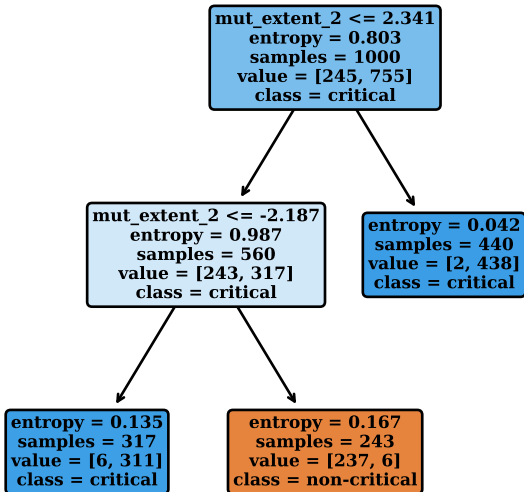 mut_extent_2 <= 2.341
entropy = 0.803
samples = 1000
value = [245, 755]
class = critical
mut_extent_2 <= -2.187
entropy = 0.987
samples = 560
value = [243, 317]
class = critical
entropy = 0.042
samples = 440
value = [2, 438]
class = critical
entropy = 0.135
samples = 317
value = [6, 311]
class = critical
entropy = 0.167
samples = 243
value = [237, 6]
class = non-critical